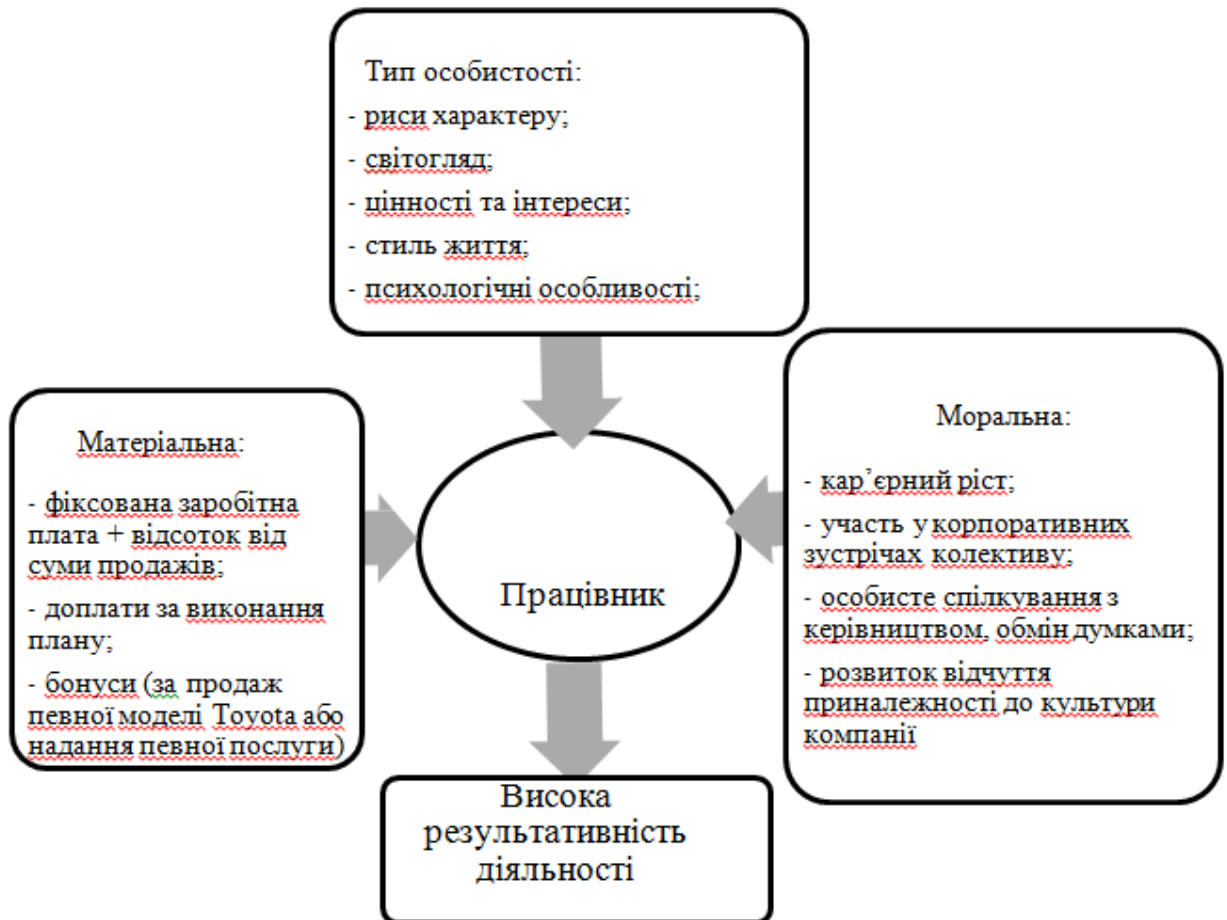 Тип особистості:
- риси характеру;
- світогляд;
- цінності та інтереси;
- стиль життя;
- психологічні особливості;
Матеріальна:
- фіксована заробітна
плата + відсоток від
суми продажів;
- доплати за виконання
плану;
- бонуси (за продаж
певної моделі Toyota або
надання певної послуги)
Працівник
Моральна:
- кар’єрний ріст;
- участь у корпоративних
зустрічах колективу;
- особисте спілкування з
керівництвом, обмін думками;
- розвиток відчуття
приналежності до культури
компанії
Висока
результативність
діяльності